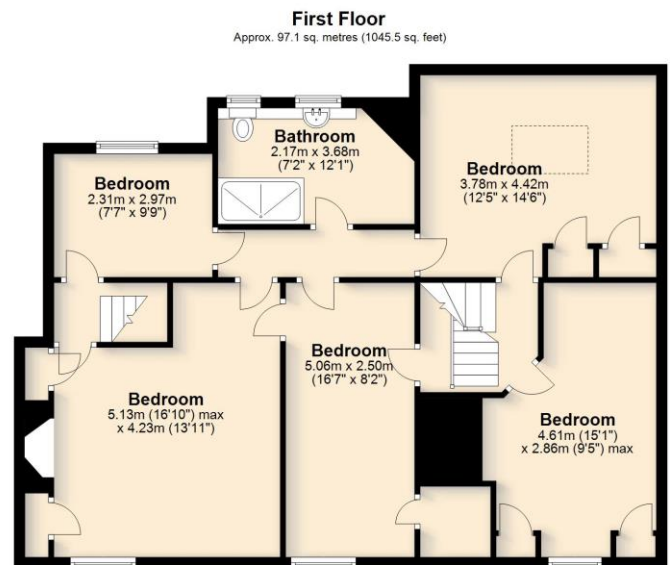 First Floor
Approx. 97.1 sq. metres (1045.5 sq. feet)
Bathroom
2.17m x 3.68m
(7'2" x 12'1")
Bedroom
2.31m x 2.97m
(7'7" x 9'9")
Bedroom
3.78m x 4.42m
(12'5" x 14'6")
Bedroom
5.06m x 2.50m
(16'7" x 8'2")
Bedroom
5.13m (16'10") max
x 4.23m (13'11")
Bedroom
4.61m (15'1")
x 2.86m (9'5") max